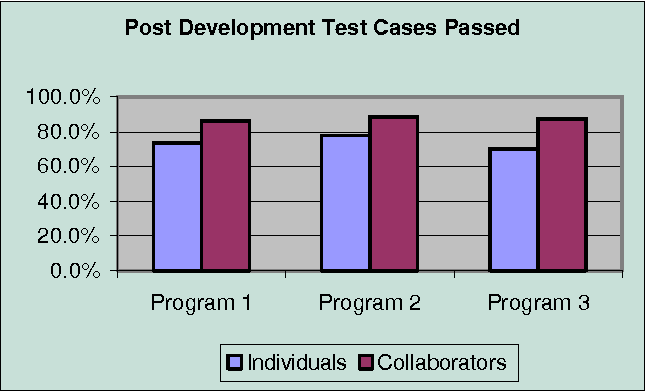 Post Development Test Cases Passed
100.0%
80.0%
60.0%
40.0%
20.0%
0.0%
Program 1 Program 2 Program 3
Individuals Collaborators